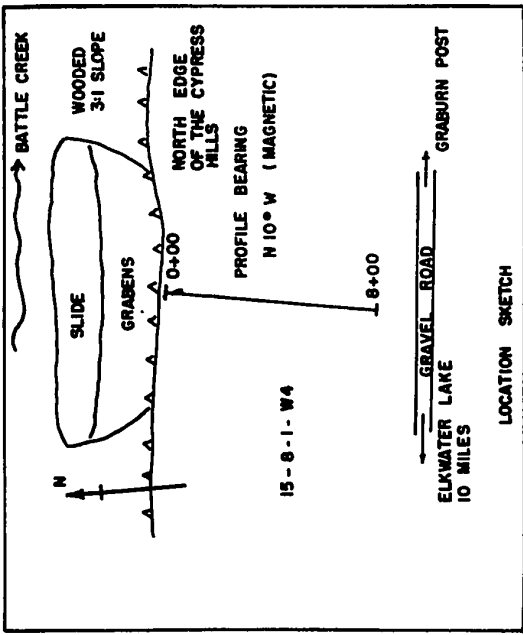 BATTLE CREEK
WOODED
3:1 SLOPE
SLIDE
GRABENS
N
NORTH EDGE
OF THE CYPRESS
HILLS
0+00
PROFILE BEARING
N 10° W (MAGNETIC)
15-8-1-W4
8+00
GRAVEL ROAD
ELKWATER LAKE
10 MILES
GRABURN POST
LOCATION SKETCH